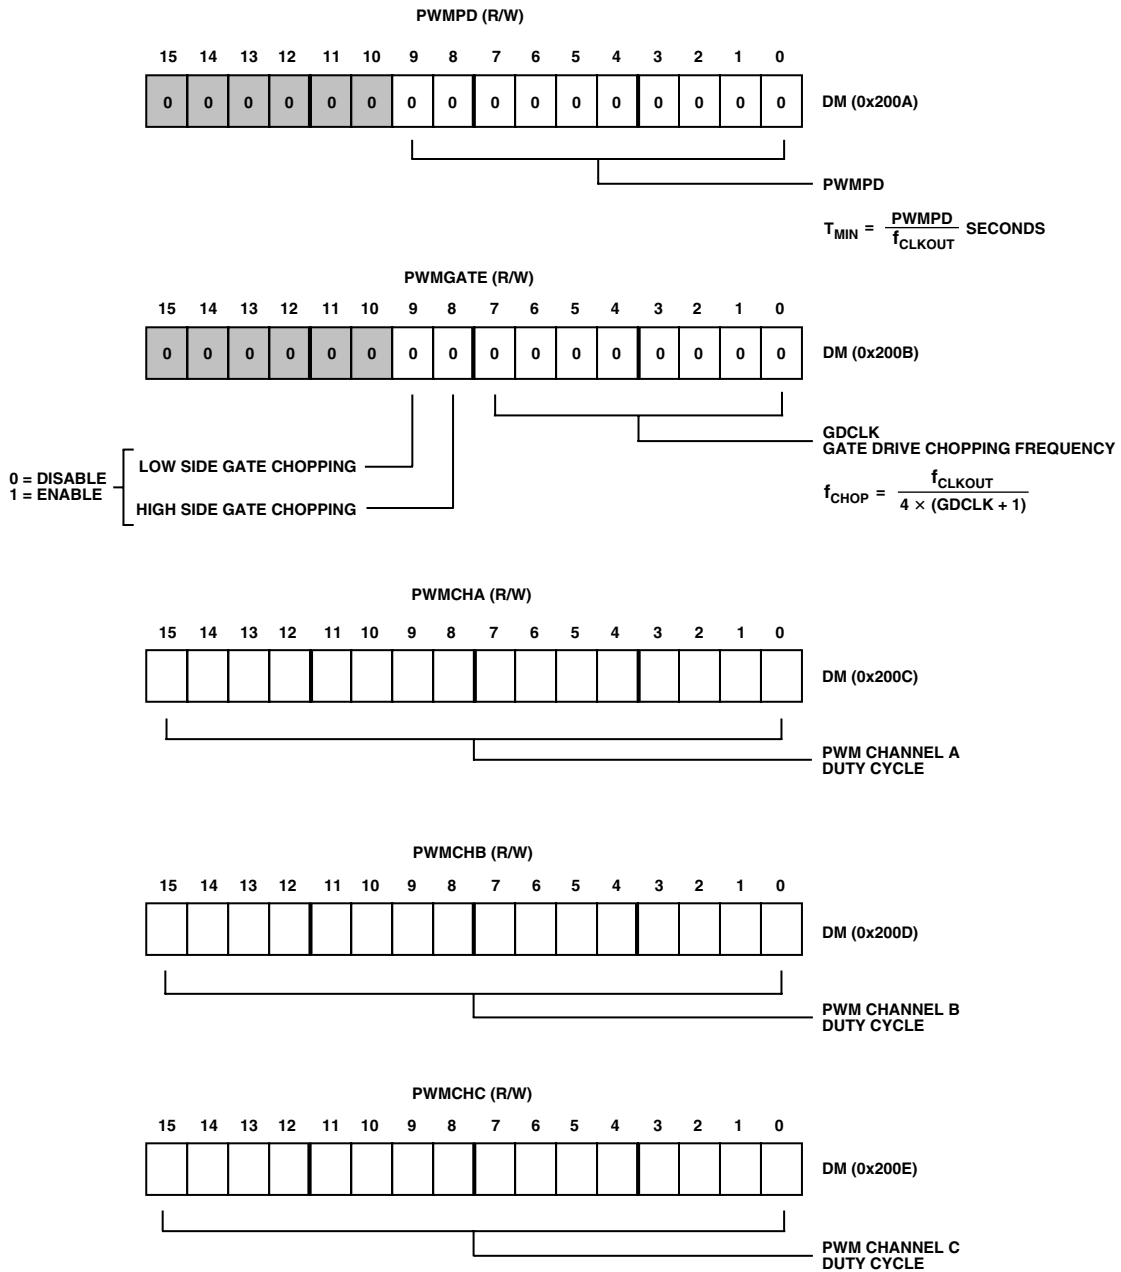 PWMPD (R/W)
15 14 13 12 11 10 9 8 7 6 5 4 3 2 1 0
0 0 0 0 0 0 0 0 0 0 0 0 0 0 0 0 DM (0x200A)
PWMPD
T_MIN = PWMPD / f_CLKOUT SECONDS
PWMGATE (R/W)
15 14 13 12 11 10 9 8 7 6 5 4 3 2 1 0
0 0 0 0 0 0 0 0 0 0 0 0 0 0 0 0 DM (0x200B)
GDCLK
GATE DRIVE CHOPPING FREQUENCY
f_CHOP = f_CLKOUT / 4 × (GDCLK + 1)
0 = DISABLE
1 = ENABLE
LOW SIDE GATE CHOPPING
HIGH SIDE GATE CHOPPING
PWMCHA (R/W)
15 14 13 12 11 10 9 8 7 6 5 4 3 2 1 0
DM (0x200C)
PWM CHANNEL A
DUTY CYCLE
PWMCHB (R/W)
15 14 13 12 11 10 9 8 7 6 5 4 3 2 1 0
DM (0x200D)
PWM CHANNEL B
DUTY CYCLE
PWMCHC (R/W)
15 14 13 12 11 10 9 8 7 6 5 4 3 2 1 0
DM (0x200E)
PWM CHANNEL C
DUTY CYCLE